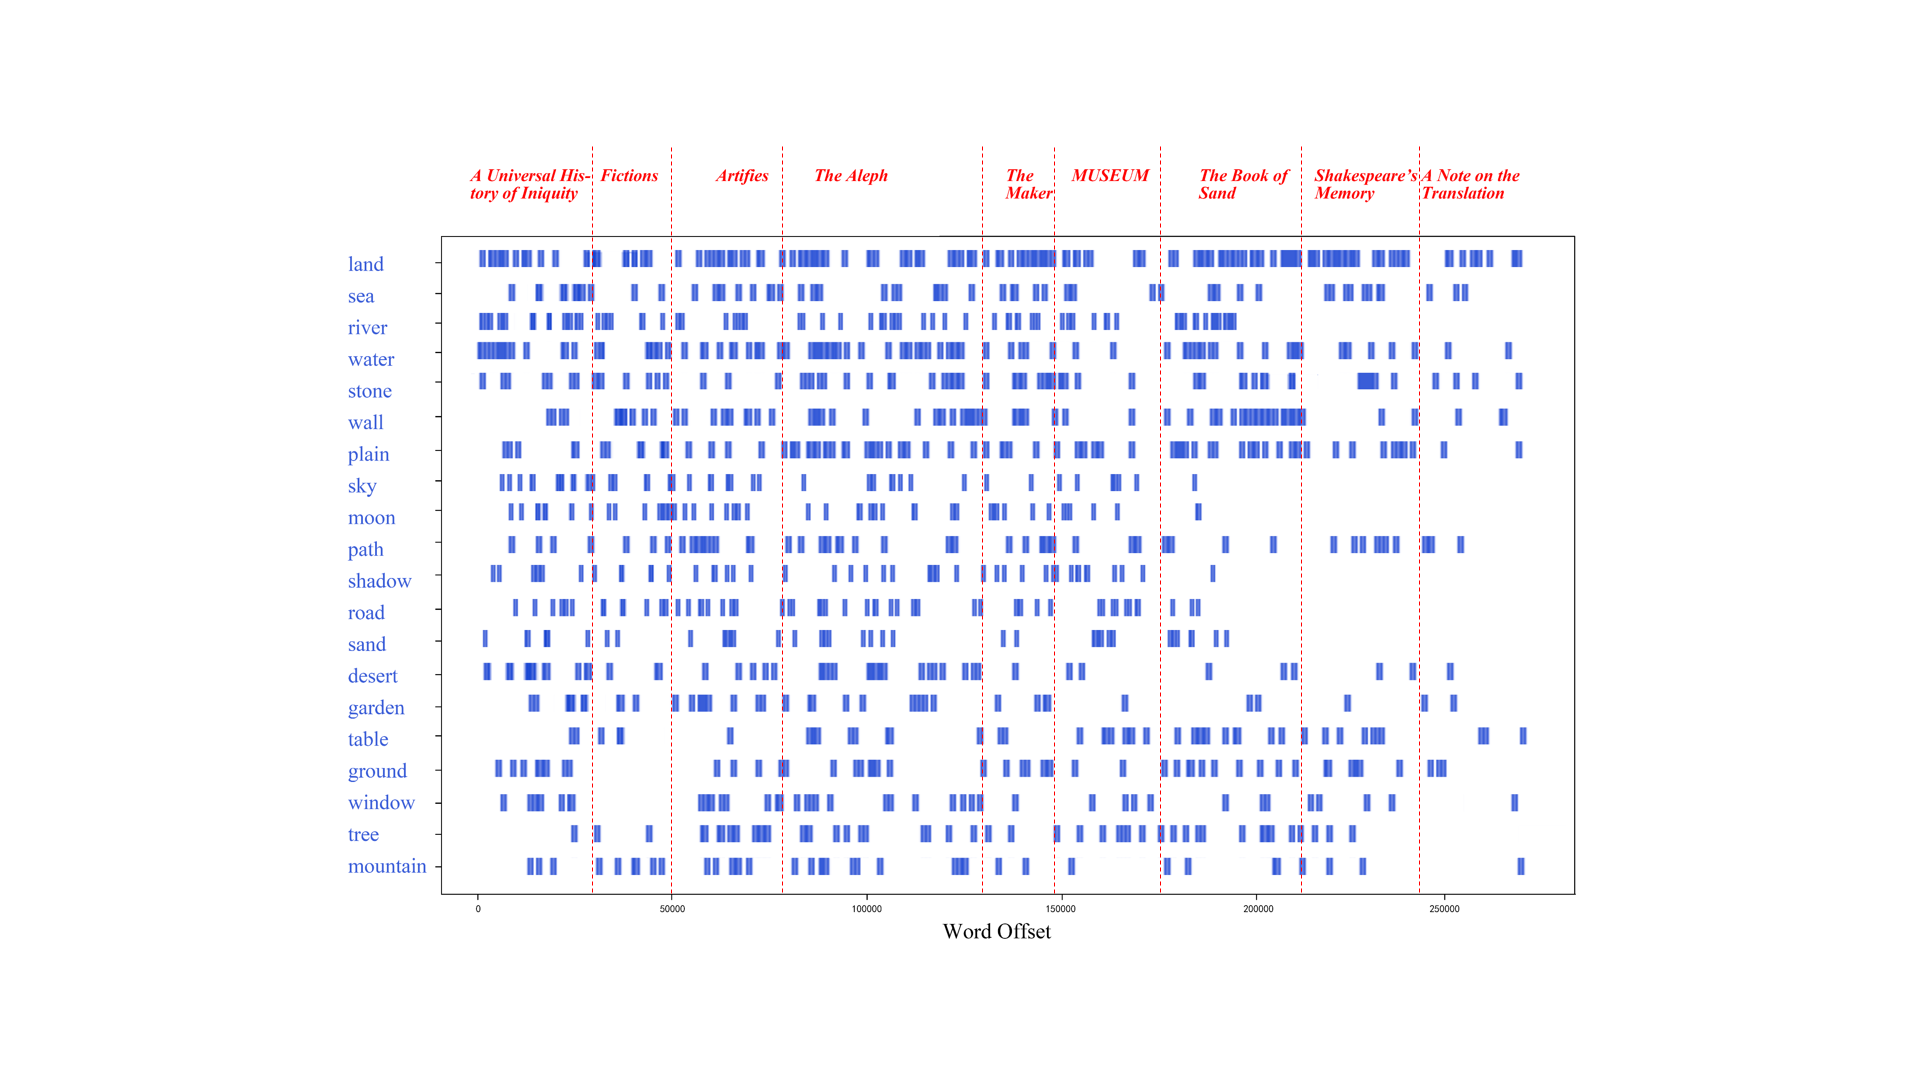 A Universal His- Fictions Artifies The Aleph The MUSEUM The Book of Shakespeare's A Note on the
tory of Iniquity Maker Sand Memory Translation
land
sea
river
water
stone
wall
plain
sky
moon
path
shadow
road
sand
desert
garden
table
ground
window
tree
mountain
0 50000 100000 150000 200000 250000
Word Offset